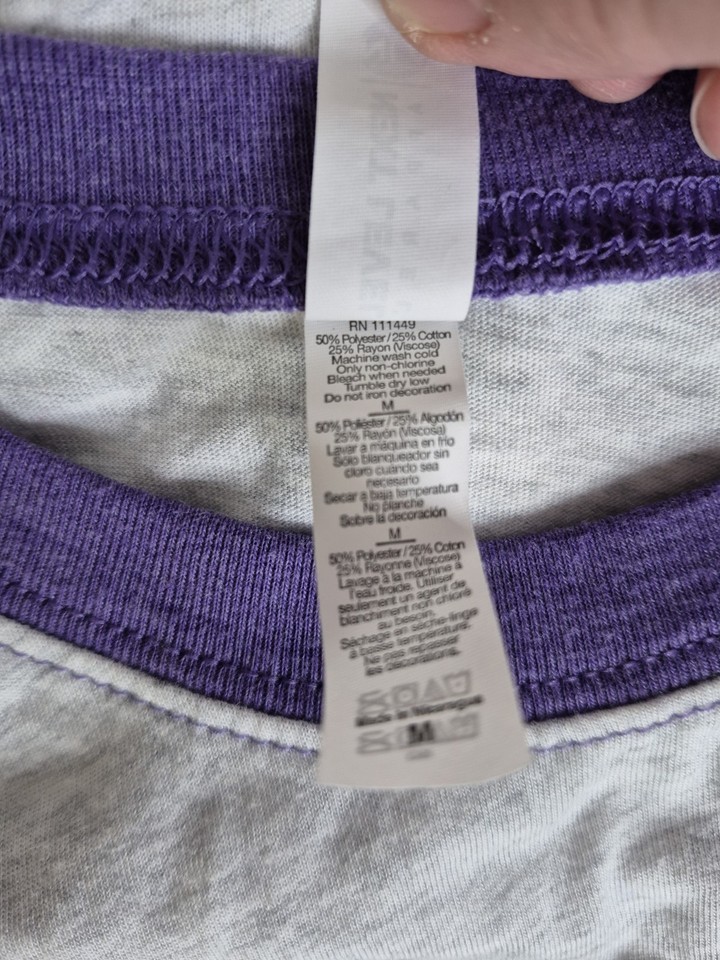 RN 111449
50% Polyester / 25% Cotton
25% Rayon (Viscose)
Machine wash cold
Only non-chlorine
Bleach when needed
Tumble dry low
Do not iron decoration
M
50% Poliéster / 25% Algodón
25% Rayon (Viscosa)
Lavar a máquina en frio
Solo blanqueador sin
cloro cuando sea
necesario
Secar a baja temperatura
No planche
Sobre la decoración
M
50% Polyester / 25% Coton
25% Rayonne (Viscose)
Lavage à la machine à
l'eau froide. Utiliser
seulement un agent de
blanchiment non chloré
au besoin.
Séchage en sèche-linge
à basse température.
Ne pas repasser
les décorations.
Made in Nicaragua
M